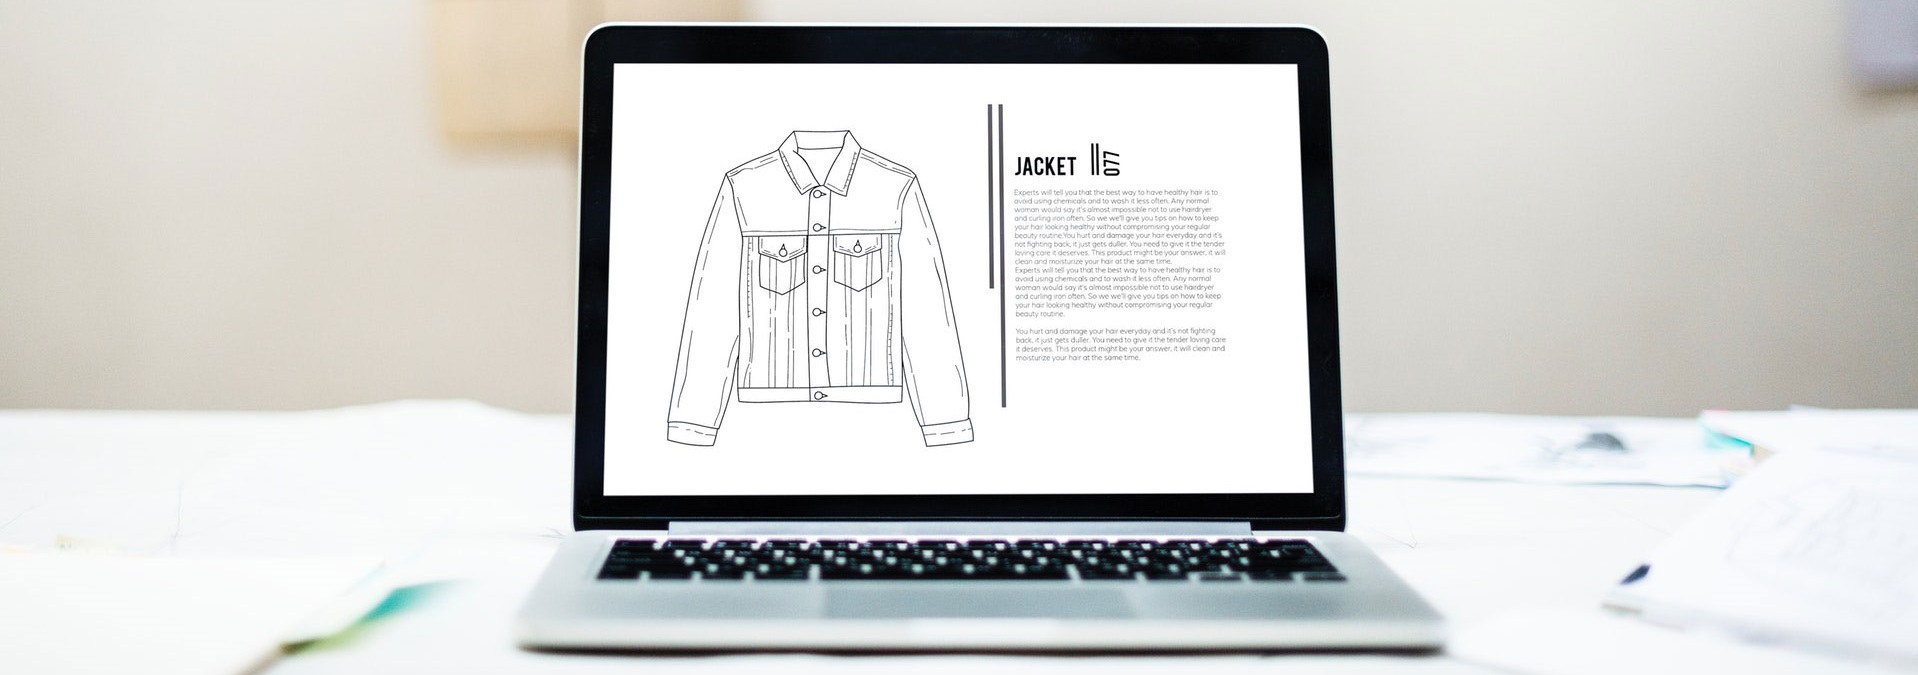 JACKET 077
Experts will tell you that the best way to have healthy hair is to
avoid using chemicals and to wash it less often. Any normal
woman would say it's almost impossible not to use hairdryer
and curling iron often. So we we'll give you tips on how to keep
your hair looking healthy without compromising your regular
beauty routine.You hurt and damage your hair everyday and it's
not fighting back, it just gets duller. You need to give it the tender
loving care it deserves. This product might be your answer, it will
clean and moisturize your hair at the same time.
Experts will tell you that the best way to have healthy hair is to
avoid using chemicals and to wash it less often. Any normal
woman would say it's almost impossible not to use hairdryer
and curling iron often. So we we'll give you tips on how to keep
your hair looking healthy without compromising your regular
beauty routine.
You hurt and damage your hair everyday and it's not fighting
back, it just gets duller. You need to give it the tender loving care
it deserves. This product might be your answer, it will clean and
moisturize your hair at the same time.